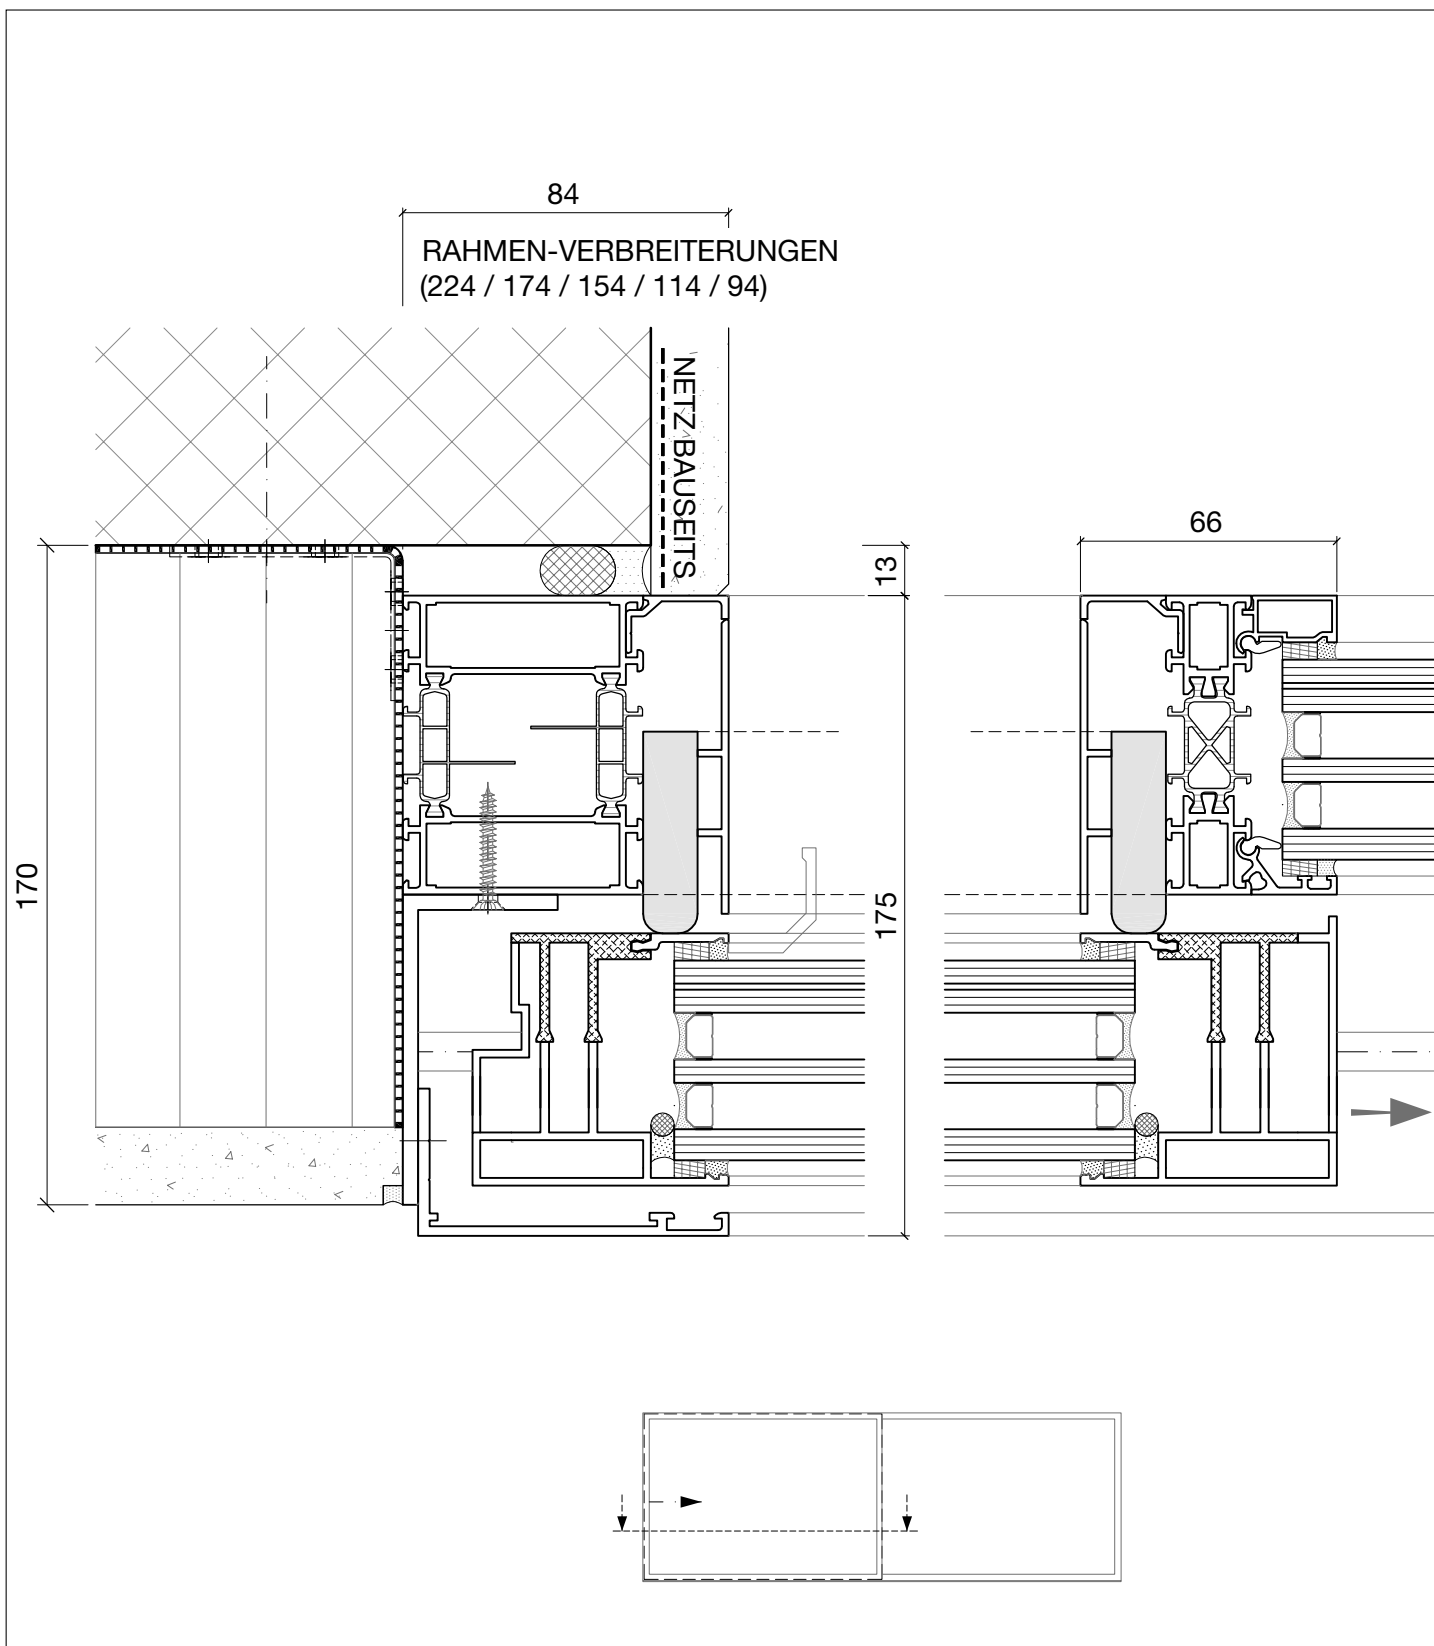 84
RAHMEN-VERBREITERUNGEN
(224 / 174 / 154 / 114 / 94)
NETZ BAUSEITS
66
13
170
175